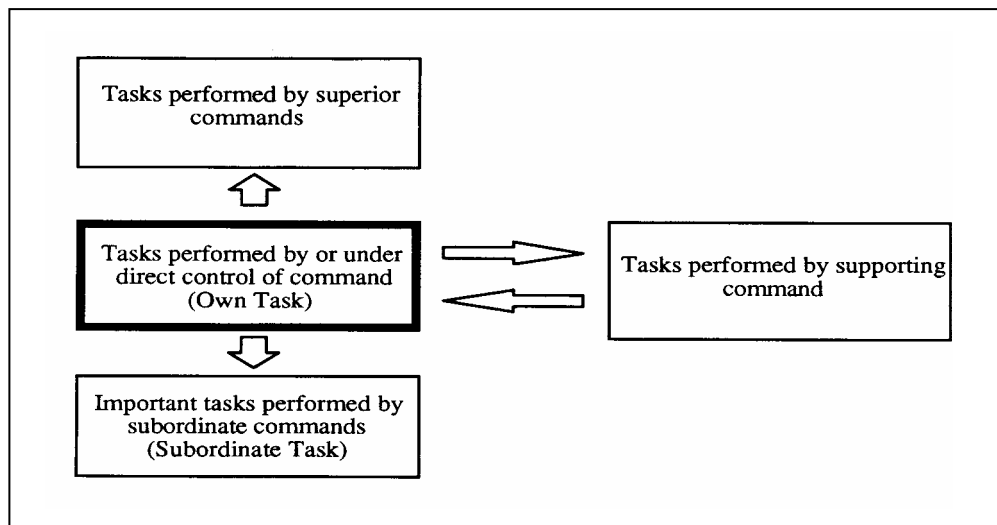 Tasks performed by superior
commands
Tasks performed by or under
direct control of command
(Own Task)
Tasks performed by supporting
command
Important tasks performed by
subordinate commands
(Subordinate Task)